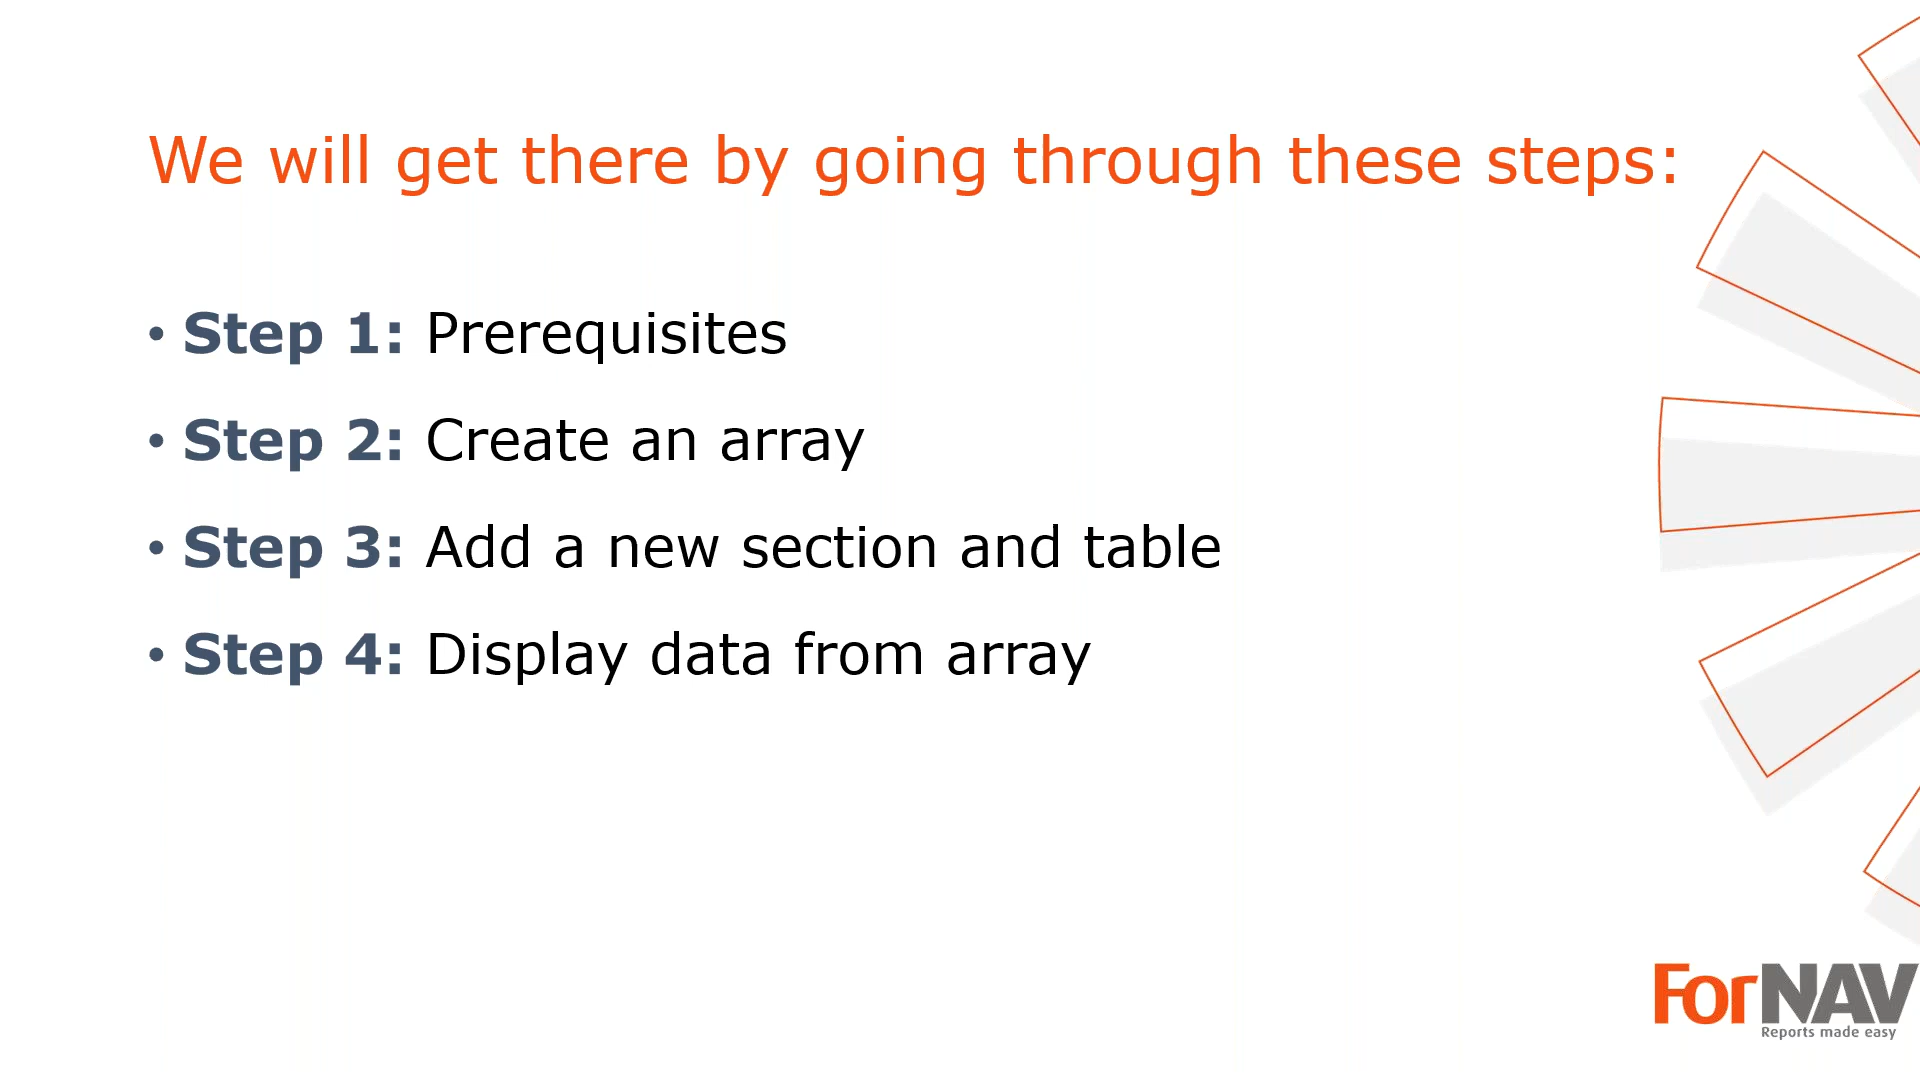 We will get there by going through these steps:
• Step 1: Prerequisites
• Step 2: Create an array
• Step 3: Add a new section and table
• Step 4: Display data from array
ForNAV
Reports made easy